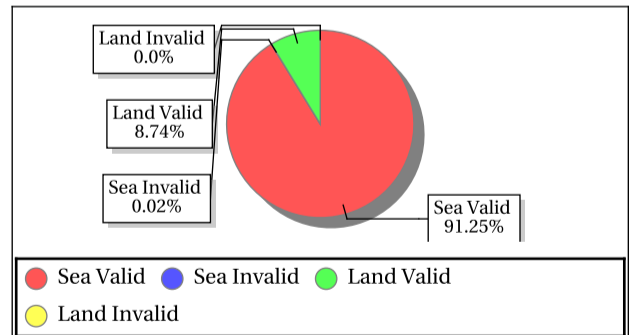 Land Invalid
0.0%
Land Valid
8.74%
Sea Invalid
0.02%
Sea Valid
91.25%
Sea Valid Sea Invalid Land Valid
Land Invalid